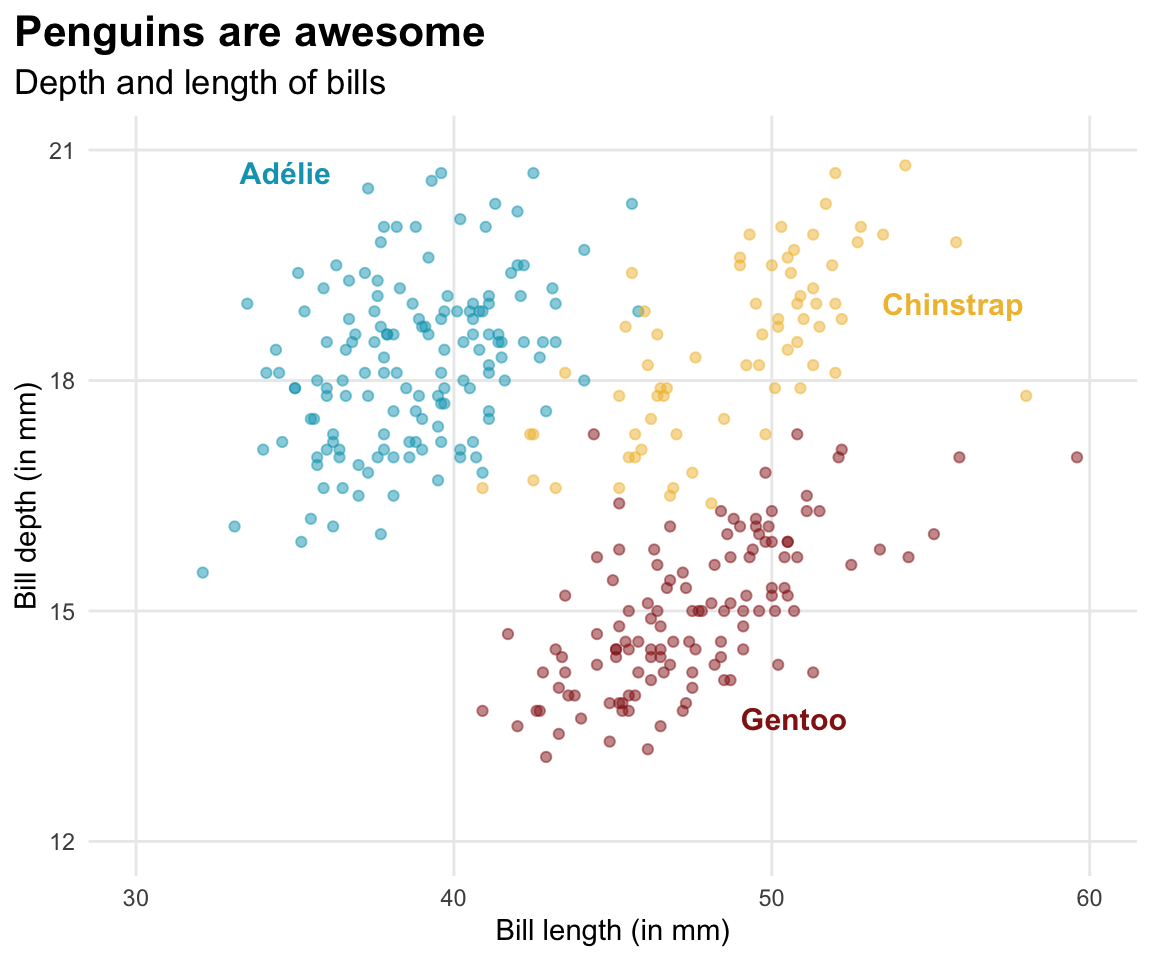 Penguins are awesome
Depth and length of bills
21
Adélie
Chinstrap
18
Bill depth (in mm)
15
Gentoo
12
30 40 50 60
Bill length (in mm)